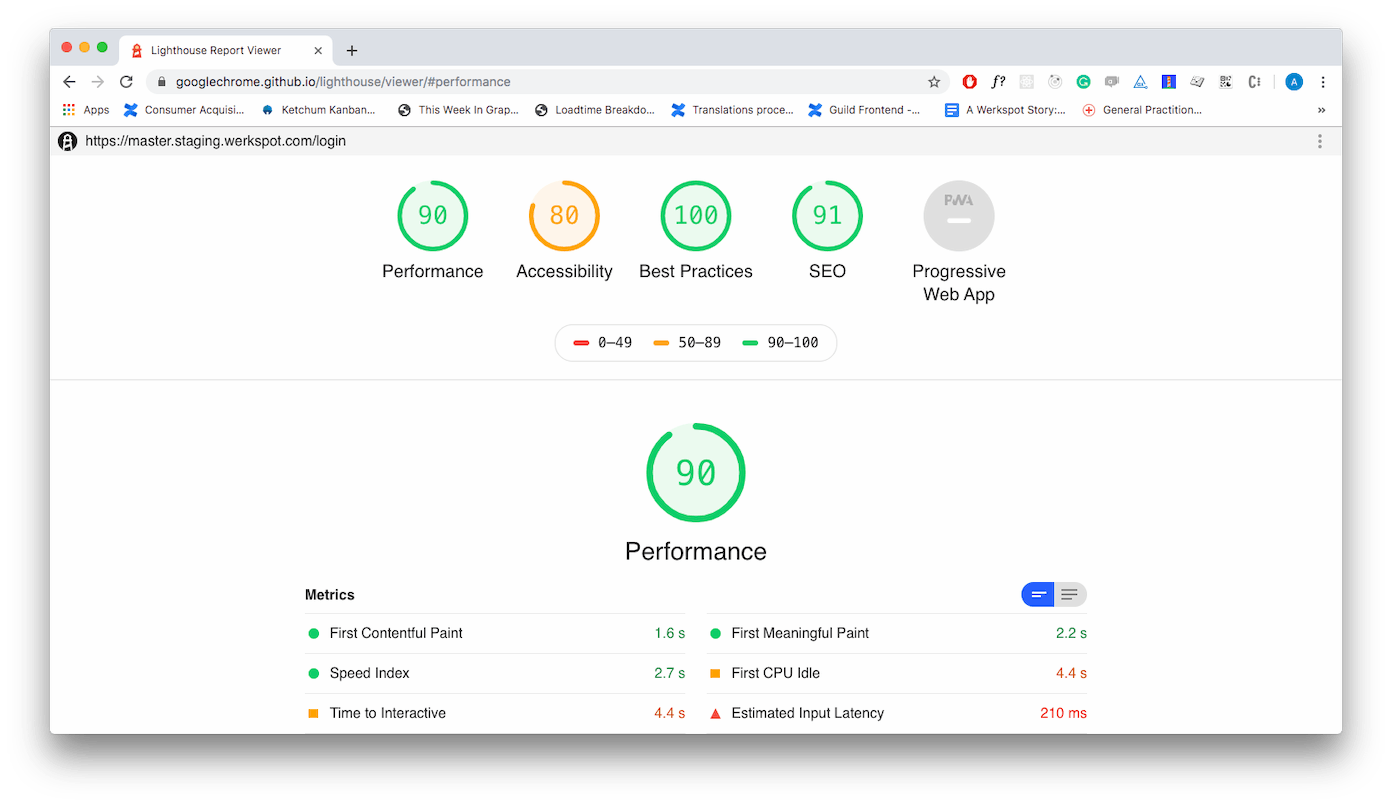 Lighthouse Report Viewer
googlechrome.github.io/lighthouse/viewer/#performance
f?
A
Apps Consumer Acquisi... Ketchum Kanban... This Week In Grap... Loadtime Breakdo... Translations proce... Guild Frontend -... A Werkspot Story:... General Practition... »
https://master.staging.werkspot.com/login
90 80 100 91 PWA
Performance Accessibility Best Practices SEO Progressive
Web App
0–49 50–89 90–100
90
Performance
Metrics
First Contentful Paint 1.6 s First Meaningful Paint 2.2 s
Speed Index 2.7 s First CPU Idle 4.4 s
Time to Interactive 4.4 s Estimated Input Latency 210 ms